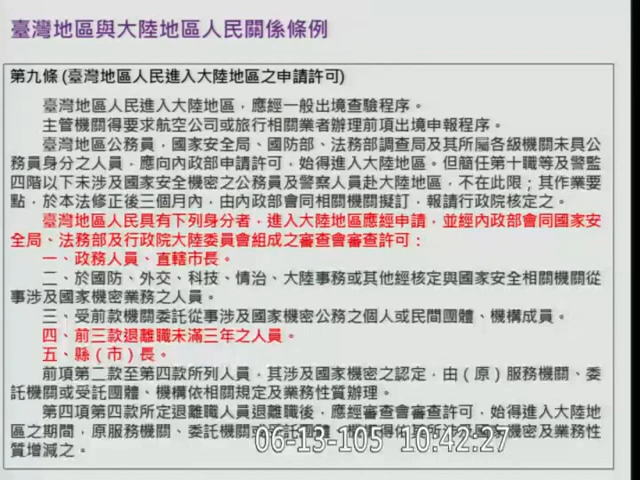 臺灣地區與大陸地區人民關係條例
第九條 (臺灣地區人民進入大陸地區之申請許可)
臺灣地區人民進入大陸地區，應經一般出境查驗程序。
主管機關得要求航空公司或旅行相關業者辦理前項出境申報程序。
臺灣地區公務員，國家安全局、國防部、法務部調查局及其所屬各級機關未具公
務員身分之人員，應向內政部申請許可，始得進入大陸地區。但簡任第十職等及警監
四階以下未涉及國家安全機密之公務員及警察人員赴大陸地區，不在此限；其作業要
點，於本法修正後三個月內，由內政部會同相關機關擬訂，報請行政院核定之。
臺灣地區人民具有下列身分者，進入大陸地區應經申請，並經內政部會同國家安
全局、法務部及行政院大陸委員會組成之審查會審查許可：
一、政務人員、直轄市長。
二、於國防、外交、科技、情治、大陸事務或其他經核定與國家安全相關機關從
事涉及國家機密業務之人員。
三、受前款機關委託從事涉及國家機密公務之個人或民間團體、機構成員。
四、前三款退離職未滿三年之人員。
五、縣（市）長。
前項第二款至第四款所列人員，其涉及國家機密之認定，由（原）服務機關、委
託機關或受託團體、機構依相關規定及業務性質辦理。
第四項第四款所定退離職人員退離職後，應經審查會審查許可，始得進入大陸地
區之期間，原服務機關、委託機關或受託團體、機構得依其所涉及國家機密及業務性
質增減之。
06-13-105 10:42:27